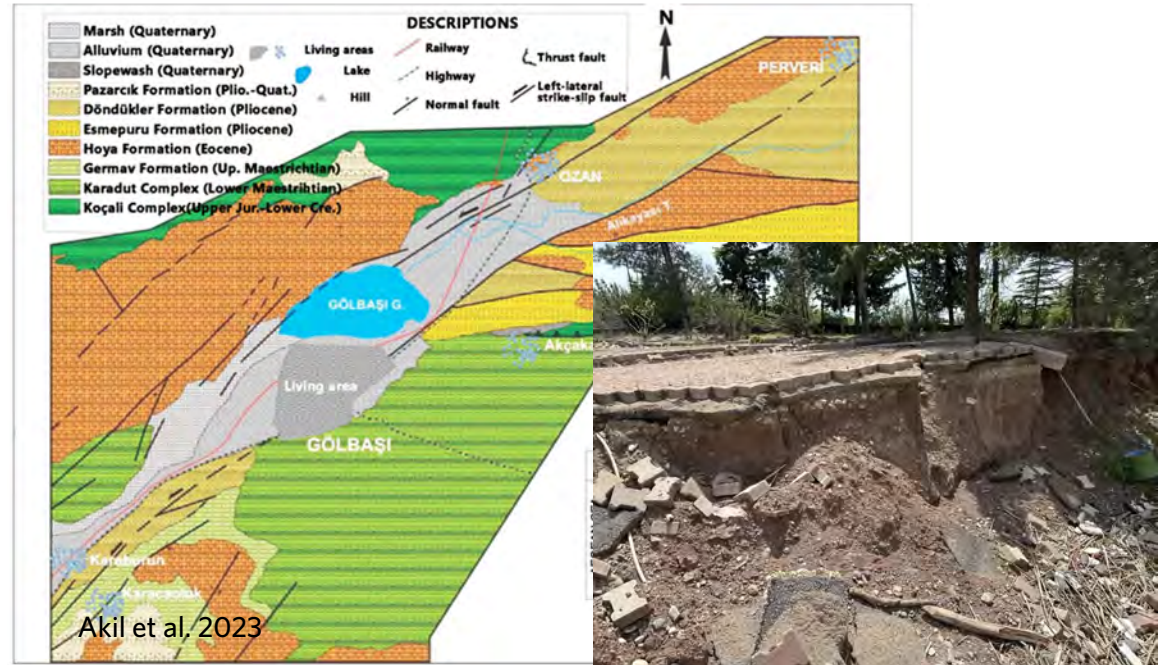 DESCRIPTIONS
Marsh (Quaternary)
Alluvium (Quaternary)
Slopewash (Quaternary)
Pazarcık Formation (Plio.-Quat.)
Döndükler Formation (Pliocene)
Esmepuru Formation (Pliocene)
Hoya Formation (Eocene)
Germav Formation (Up. Maestrichtian)
Karadut Complex (Lower Maestrihtian)
Koçali Complex(Upper Jur.-Lower Cre.)
Living areas
Lake
Hill
Railway
Highway
Normal fault
Thrust fault
Left-lateral
strike-slip fault
N
PERVERİ
OZAN
Alıkayası T.
GÖLBAŞI G.
Akçaka
Living area
GÖLBAŞI
Karaburun
Karacaoluk
Akil et al. 2023